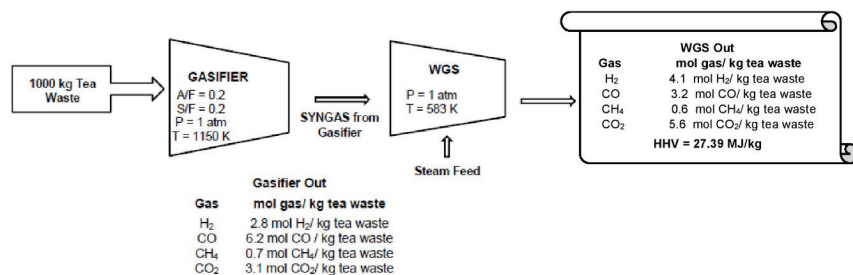 1000 kg Tea
Waste
GASIFIER
A/F = 0.2
S/F = 0.2
P = 1 atm
T = 1150 K
SYNGAS from
Gasifier
WGS
P = 1 atm
T = 583 K
Steam Feed
WGS Out
Gas mol gas/ kg tea waste
H₂ 4.1 mol H₂/ kg tea waste
CO 3.2 mol CO/ kg tea waste
CH₄ 0.6 mol CH₄/ kg tea waste
CO₂ 5.6 mol CO₂/ kg tea waste
HHV = 27.39 MJ/kg
Gasifier Out
Gas mol gas/ kg tea waste
H₂ 2.8 mol H₂/ kg tea waste
CO 6.2 mol CO / kg tea waste
CH₄ 0.7 mol CH₄/ kg tea waste
CO₂ 3.1 mol CO₂/ kg tea waste